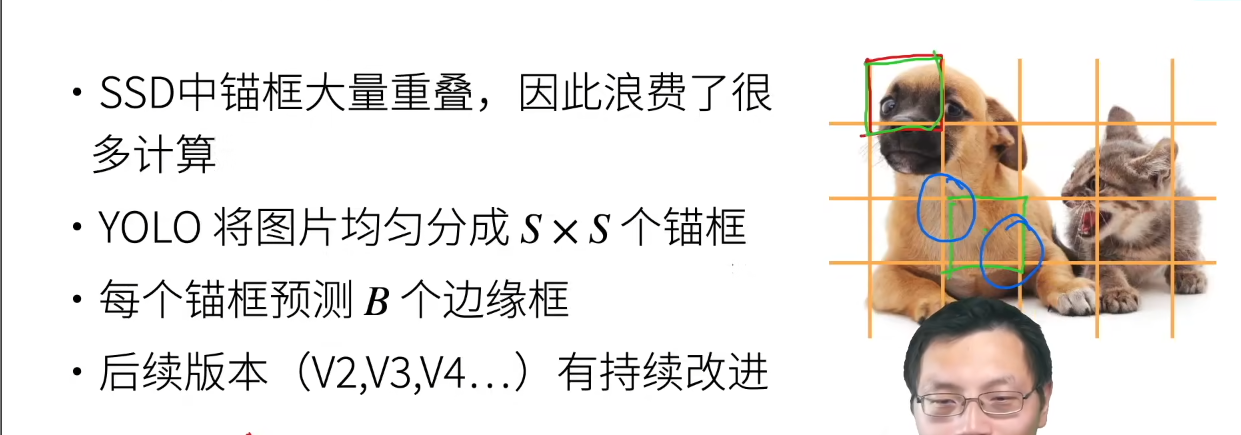 • SSD中锚框大量重叠，因此浪费了很
多计算
• YOLO 将图片均匀分成 S × S 个锚框
• 每个锚框预测 B 个边缘框
• 后续版本（V2,V3,V4…）有持续改进